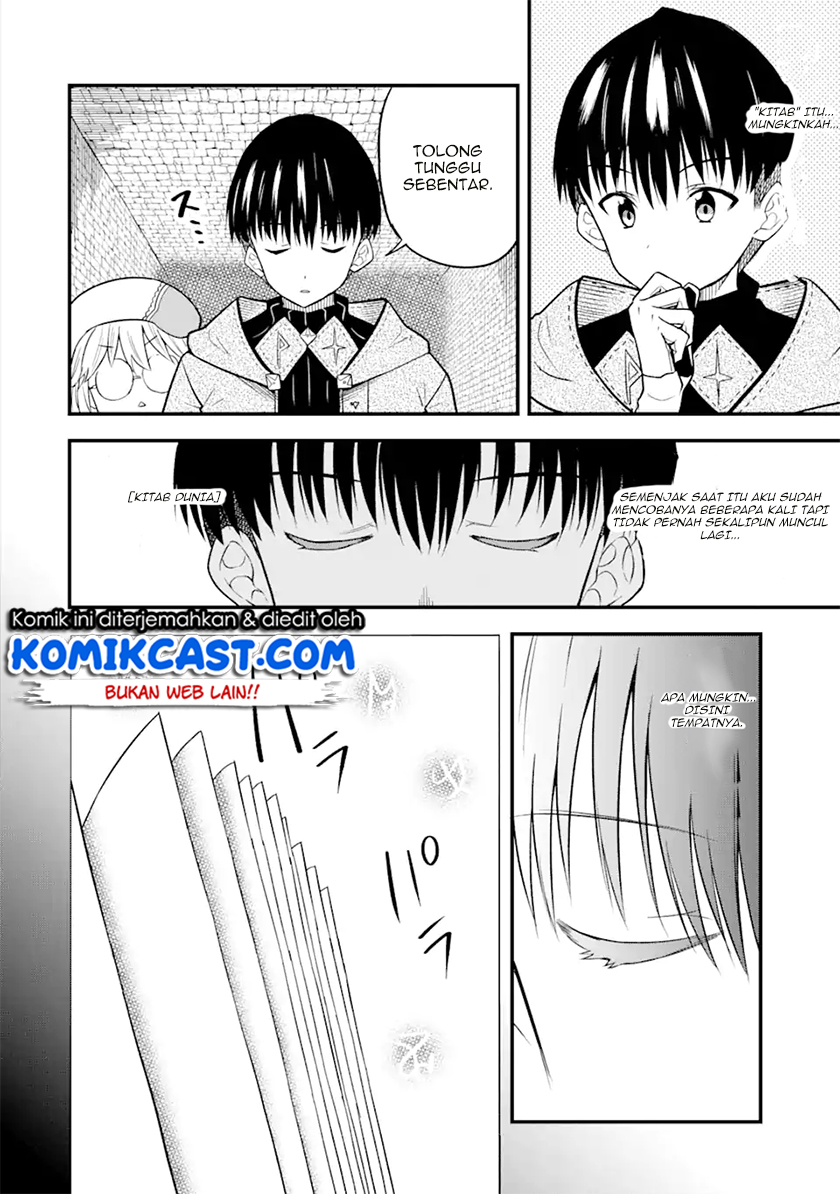 "KITAB" ITU...
MUNGKINKAH...
TOLONG
TUNGGU
SEBENTAR.
SEMENJAK SAAT ITU AKU SUDAH
MENCOBANYA BEBERAPA KALI TAPI
TIDAK PERNAH SEKALIPUN MUNCUL
LAGI...
[KITAB DUNIA]
APA MUNGKIN...
DISINI
TEMPATNYA.
Komik ini diterjemahkan & diedit oleh
KOMIKCAST.COM
BUKAN WEB LAIN!!
パラ
パラ